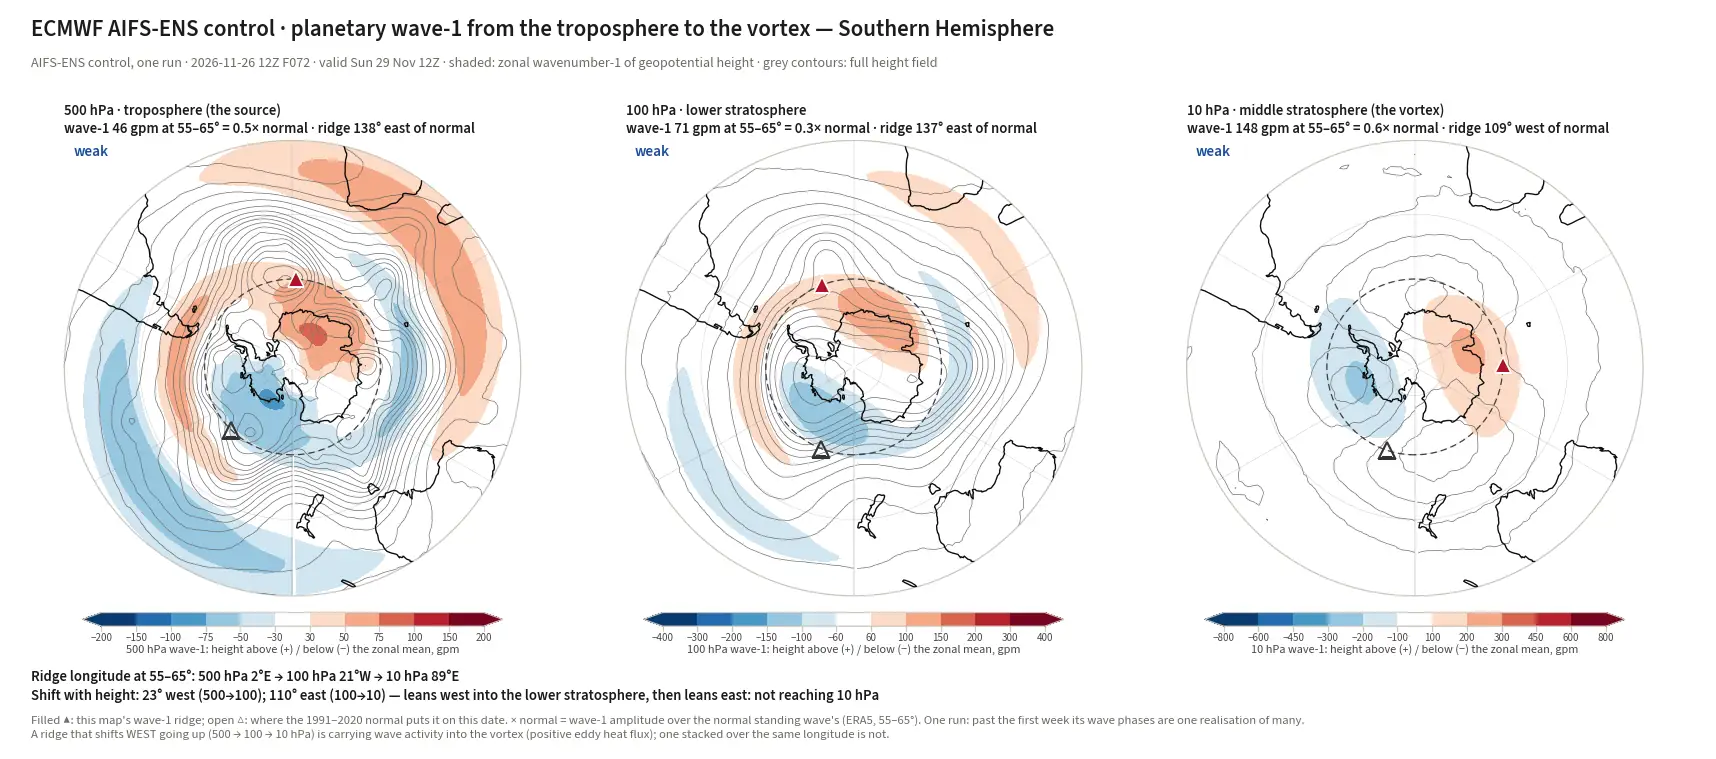 ECMWF AIFS-ENS control · planetary wave-1 from the troposphere to the vortex — Southern Hemisphere
AIFS-ENS control, one run · 2026-11-26 12Z F072 · valid Sun 29 Nov 12Z · shaded: zonal wavenumber-1 of geopotential height · grey contours: full height field
500 hPa · troposphere (the source)
wave-1 46 gpm at 55–65° = 0.5× normal · ridge 138° east of normal
weak
100 hPa · lower stratosphere
wave-1 71 gpm at 55–65° = 0.3× normal · ridge 137° east of normal
weak
10 hPa · middle stratosphere (the vortex)
wave-1 148 gpm at 55–65° = 0.6× normal · ridge 109° west of normal
weak
−200 −150 −100 −75 −50 −30 30 50 75 100 150 200
500 hPa wave-1: height above (+) / below (−) the zonal mean, gpm
−400 −300 −200 −150 −100 −60 60 100 150 200 300 400
100 hPa wave-1: height above (+) / below (−) the zonal mean, gpm
−800 −600 −450 −300 −200 −100 100 200 300 450 600 800
10 hPa wave-1: height above (+) / below (−) the zonal mean, gpm
Ridge longitude at 55–65°: 500 hPa 2°E → 100 hPa 21°W → 10 hPa 89°E
Shift with height: 23° west (500→100); 110° east (100→10) — leans west into the lower stratosphere, then leans east: not reaching 10 hPa
Filled ▲: this map's wave-1 ridge; open △: where the 1991–2020 normal puts it on this date. × normal = wave-1 amplitude over the normal standing wave's (ERA5, 55–65°). One run: past the first week its wave phases are one realisation of many.
A ridge that shifts WEST going up (500 → 100 → 10 hPa) is carrying wave activity into the vortex (positive eddy heat flux); one stacked over the same longitude is not.